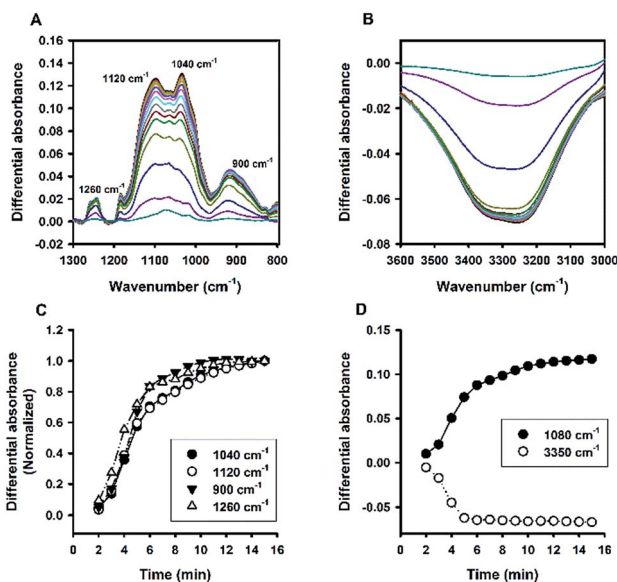 A
B
0.16
0.14
0.12
0.10
0.08
0.06
0.04
0.02
0.00
-0.02
Differential absorbance
1120 cm-1
1040 cm-1
1260 cm-1
900 cm-1
1300
1200
1100
1000
900
800
Wavenumber (cm-1)
0.00
-0.02
-0.04
-0.06
-0.08
Differential absorbance
3600
3500
3400
3300
3200
3100
3000
Wavenumber (cm-1)
C
D
1.2
1.0
0.8
0.6
0.4
0.2
0.0
Differential absorbance
(Normalized)
1040 cm-1
1120 cm-1
900 cm-1
1260 cm-1
0 2 4 6 8 10 12 14 16
Time (min)
0.15
0.10
0.05
0.00
-0.05
Differential absorbance
1080 cm-1
3350 cm-1
0 2 4 6 8 10 12 14 16
Time (min)